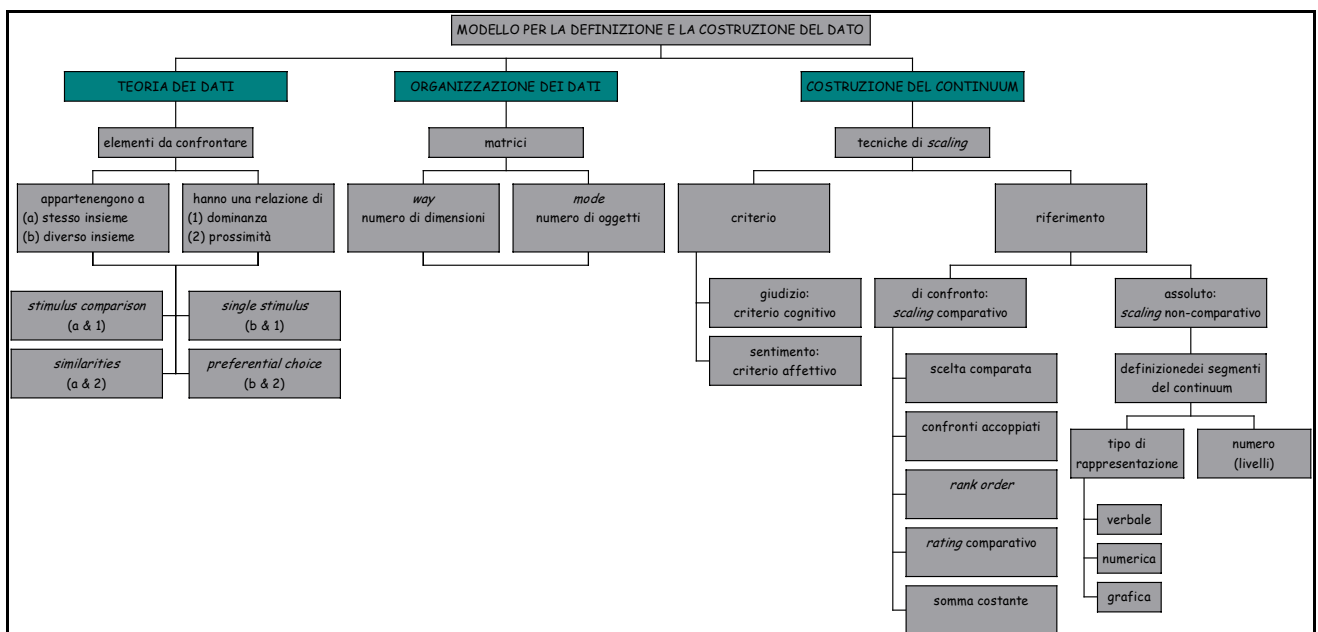 MODELLO PER LA DEFINIZIONE E LA COSTRUZIONE DEL DATO
TEORIA DEI DATI
ORGANIZZAZIONE DEI DATI
COSTRUZIONE DEL CONTINUUM
elementi da confrontare
matrici
tecniche di scaling
appartenengono a
(a) stesso insieme
(b) diverso insieme
hanno una relazione di
(1) dominanza
(2) prossimità
way
numero di dimensioni
mode
numero di oggetti
criterio
riferimento
stimulus comparison
(a & 1)
single stimulus
(b & 1)
similarities
(a & 2)
preferential choice
(b & 2)
giudizio:
criterio cognitivo
sentimento:
criterio affettivo
di confronto:
scaling comparativo
assoluto:
scaling non-comparativo
scelta comparata
confronti accoppiati
rank order
rating comparativo
somma costante
definizionedei segmenti
del continuum
tipo di
rappresentazione
numero
(livelli)
verbale
numerica
grafica